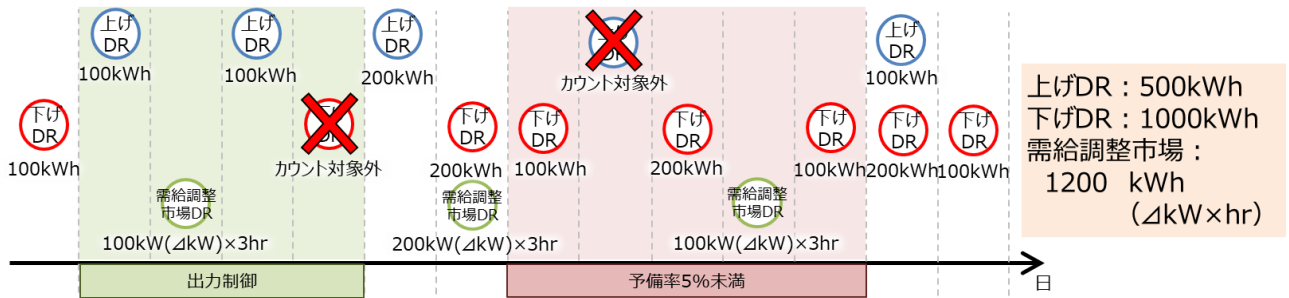 上げ
DR
100kWh
上げ
DR
100kWh
上げ
DR
200kWh
DR
カウント対象外
上げ
DR
100kWh
下げ
DR
100kWh
下げ
DR
カウント対象外
下げ
DR
200kWh
下げ
DR
100kWh
下げ
DR
200kWh
下げ
DR
100kWh
下げ
DR
200kWh
下げ
DR
100kWh
需給調整
市場DR
100kW(⊿kW)×3hr
需給調整
市場DR
200kW(⊿kW)×3hr
需給調整
市場DR
100kW(⊿kW)×3hr
出力制御
予備率5%未満
日
上げDR：500kWh
下げDR：1000kWh
需給調整市場：
1200 kWh
（⊿kW×hr）